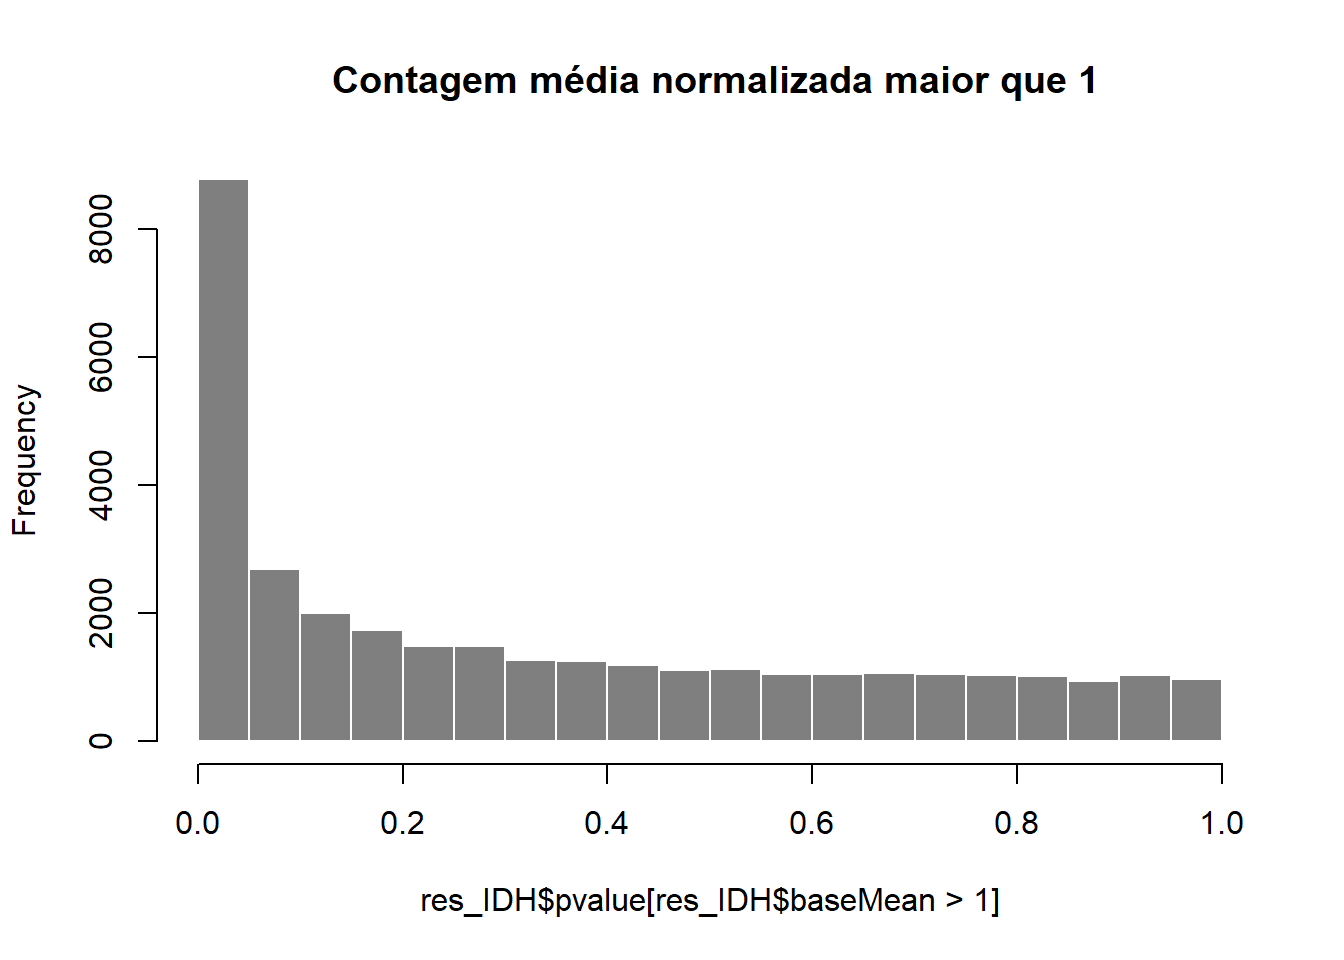 Contagem média normalizada maior que 1
Frequency
8000
6000
4000
2000
0
0.0 0.2 0.4 0.6 0.8 1.0
res_IDH$pvalue[res_IDH$baseMean > 1]